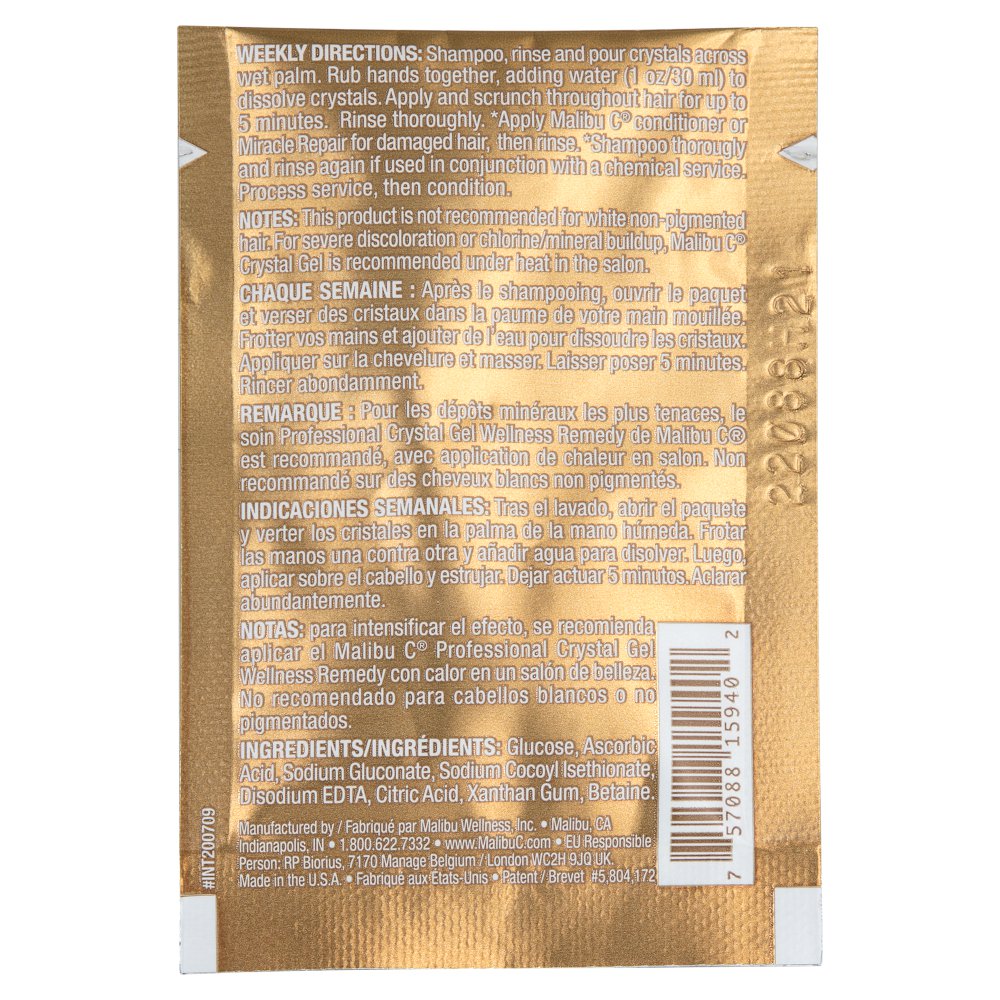 WEEKLY DIRECTIONS: Shampoo, rinse and pour crystals across
wet palm. Rub hands together, adding water (1 oz/30 ml) to
dissolve crystals. Apply and scrunch throughout hair for up to
5 minutes. Rinse thoroughly. *Apply Malibu C® conditioner or
Miracle Repair for damaged hair, then rinse. *Shampoo thorougly
and rinse again if used in conjunction with a chemical service.
Process service, then condition.
NOTES: This product is not recommended for white non-pigmented
hair. For severe discoloration or chlorine/mineral buildup, Malibu C®
Crystal Gel is recommended under heat in the salon.
CHAQUE SEMAINE : Après le shampooing, ouvrir le paquet
et verser des cristaux dans la paume de votre main mouillée.
Frotter vos mains et ajouter de l'eau pour dissoudre les cristaux.
Appliquer sur la chevelure et masser. Laisser poser 5 minutes.
Rincer abondamment.
REMARQUE : Pour les dépôts minéraux les plus tenaces, le
soin Professional Crystal Gel Wellness Remedy de Malibu C®
est recommandé, avec application de chaleur en salon. Non
recommandé sur des cheveux blancs non pigmentés.
INDICACIONES SEMANALES: Tras el lavado, abrir el paquete
y verter los cristales en la palma de la mano húmeda. Frotar
las manos una contra otra y añadir agua para disolver. Luego,
aplicar sobre el cabello y estrujar. Dejar actuar 5 minutos. Aclarar
abundantemente.
NOTAS: para intensificar el efecto, se recomienda
aplicar el Malibu C® Professional Crystal Gel
Wellness Remedy con calor en un salón de belleza.
No recomendado para cabellos blancos o no
pigmentados.
INGREDIENTS/INGRÉDIENTS: Glucose, Ascorbic
Acid, Sodium Gluconate, Sodium Cocoyl Isethionate,
Disodium EDTA, Citric Acid, Xanthan Gum, Betaine.
Manufactured by / Fabriqué par Malibu Wellness, Inc. • Malibu, CA
Indianapolis, IN • 1.800.622.7332 • www.MalibuC.com • EU Responsible
Person: RP Biorius, 7170 Manage Belgium / London WC2H 9JQ UK.
Made in the U.S.A. • Fabrique aux États-Unis • Patent / Brevet #5,804,172
#INT200709
7 57088 15940 2